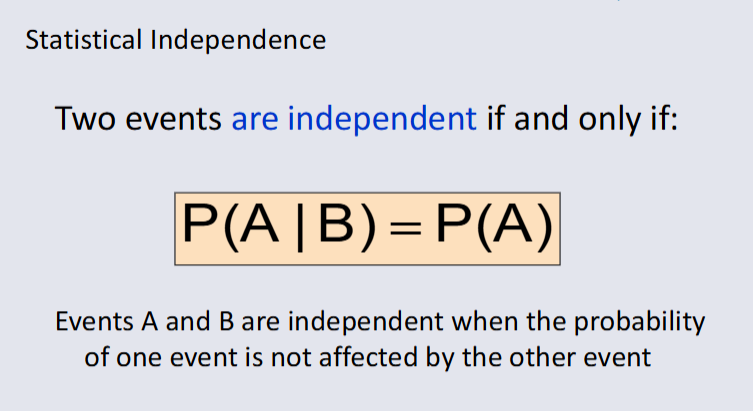 Statistical Independence
Two events are independent if and only if:
P(A | B) = P(A)
Events A and B are independent when the probability
of one event is not affected by the other event